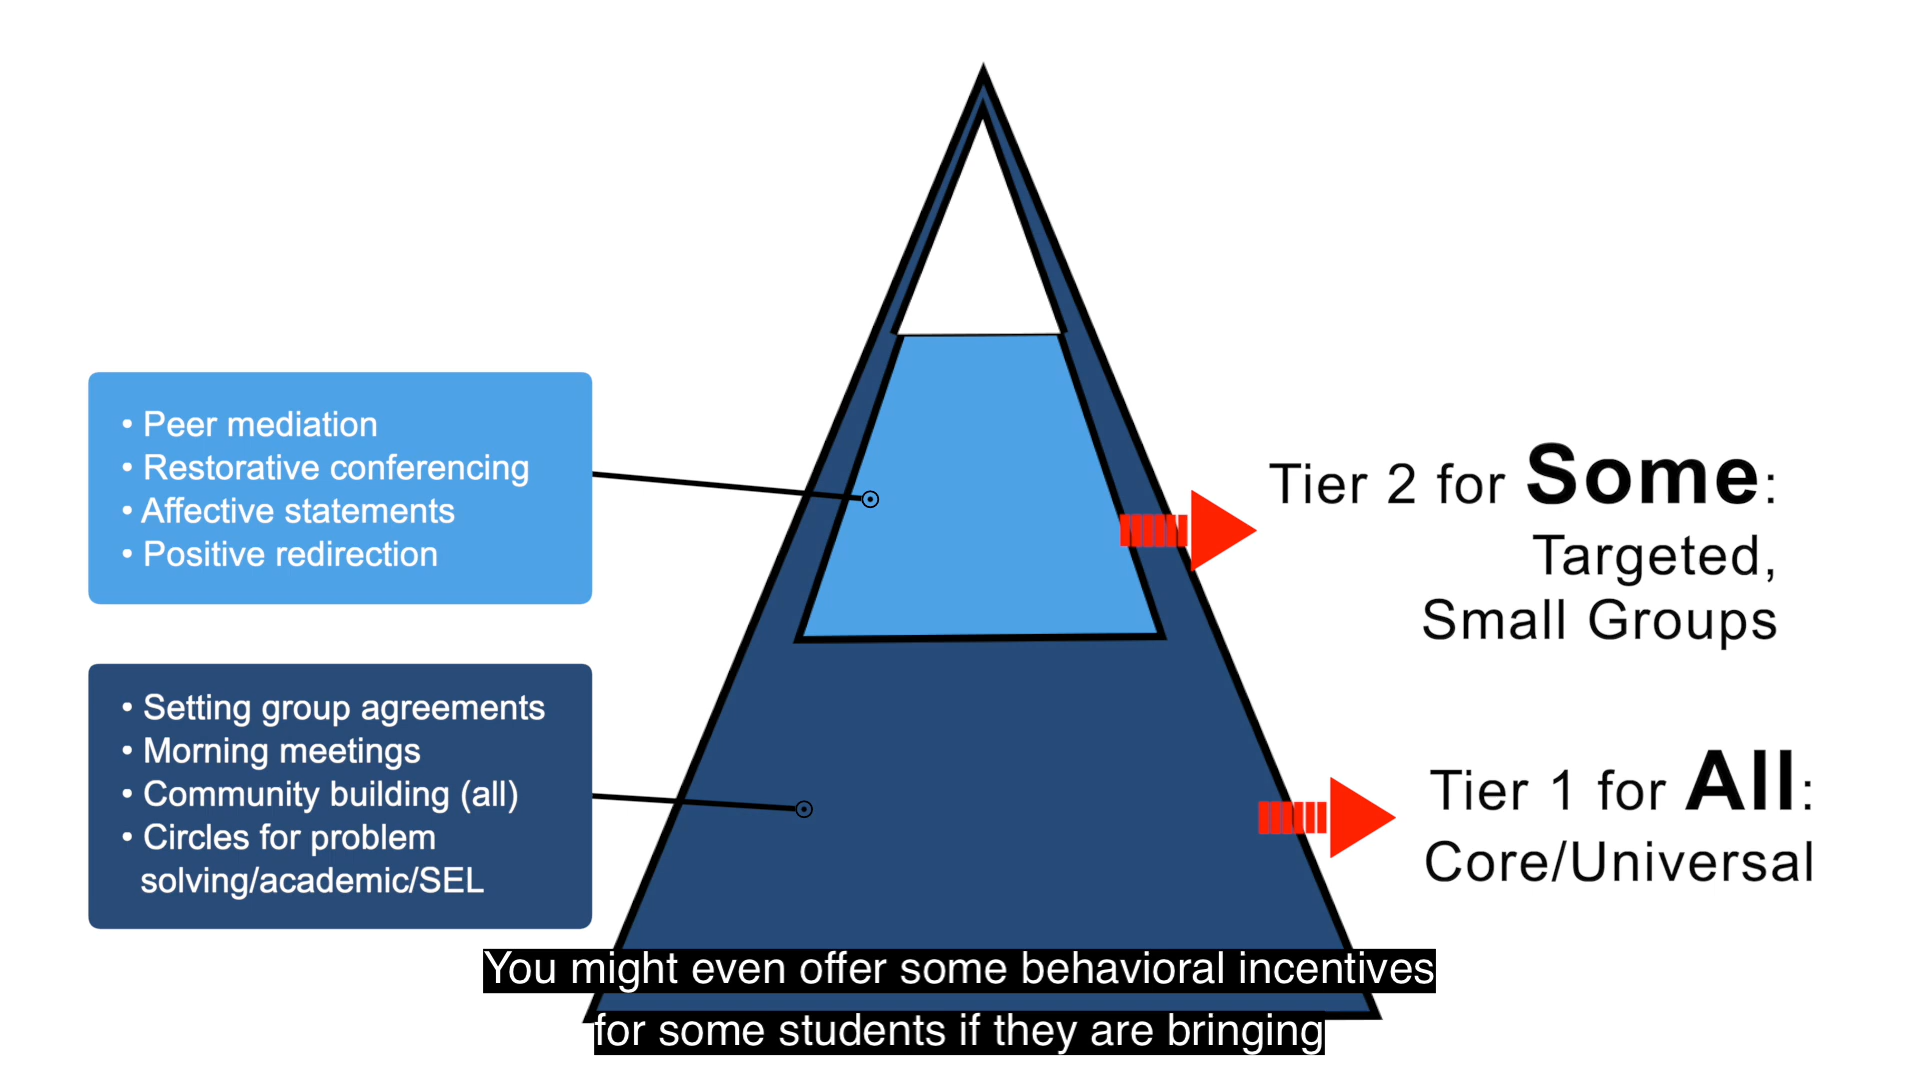 • Peer mediation
• Restorative conferencing
• Affective statements
• Positive redirection
Tier 2 for Some:
Targeted,
Small Groups
• Setting group agreements
• Morning meetings
• Community building (all)
• Circles for problem
solving/academic/SEL
Tier 1 for All:
Core/Universal
You might even offer some behavioral incentives
for some students if they are bringing